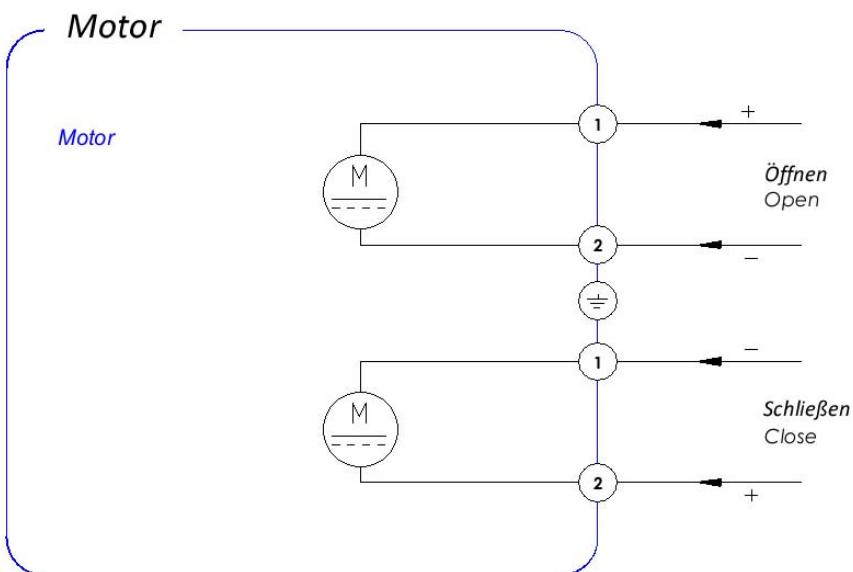 Motor
Motor
M
1
+
Öffnen
Open
2
−
M
1
−
Schließen
Close
2
+